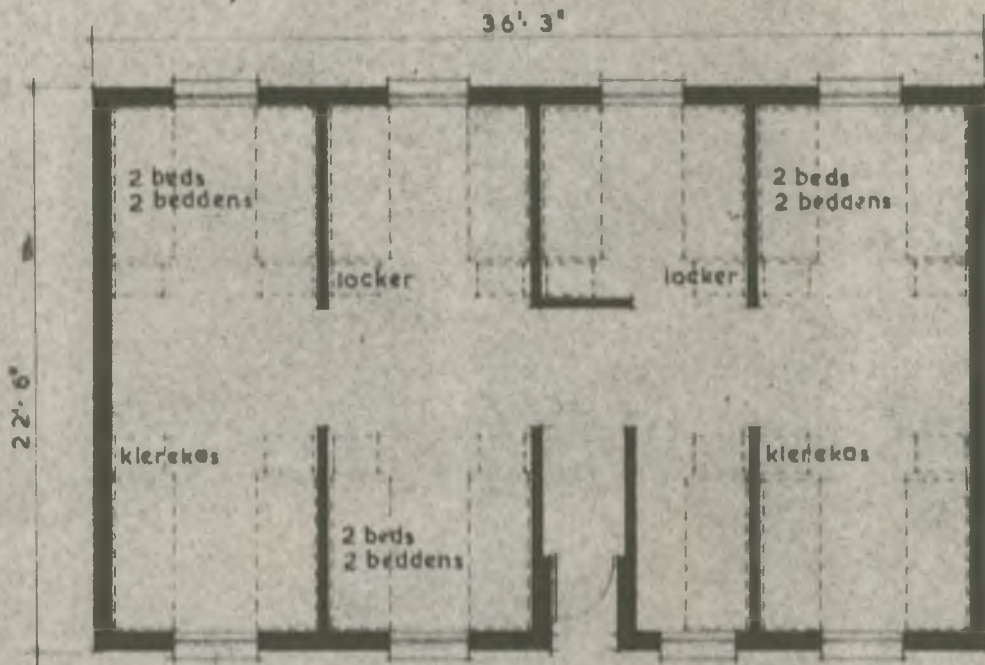 36'· 3"
2 beds
2 beddens
2 beds
2 beddens
locker
locker
22'· 6"
klerekas
klerekas
2 beds
2 beddens